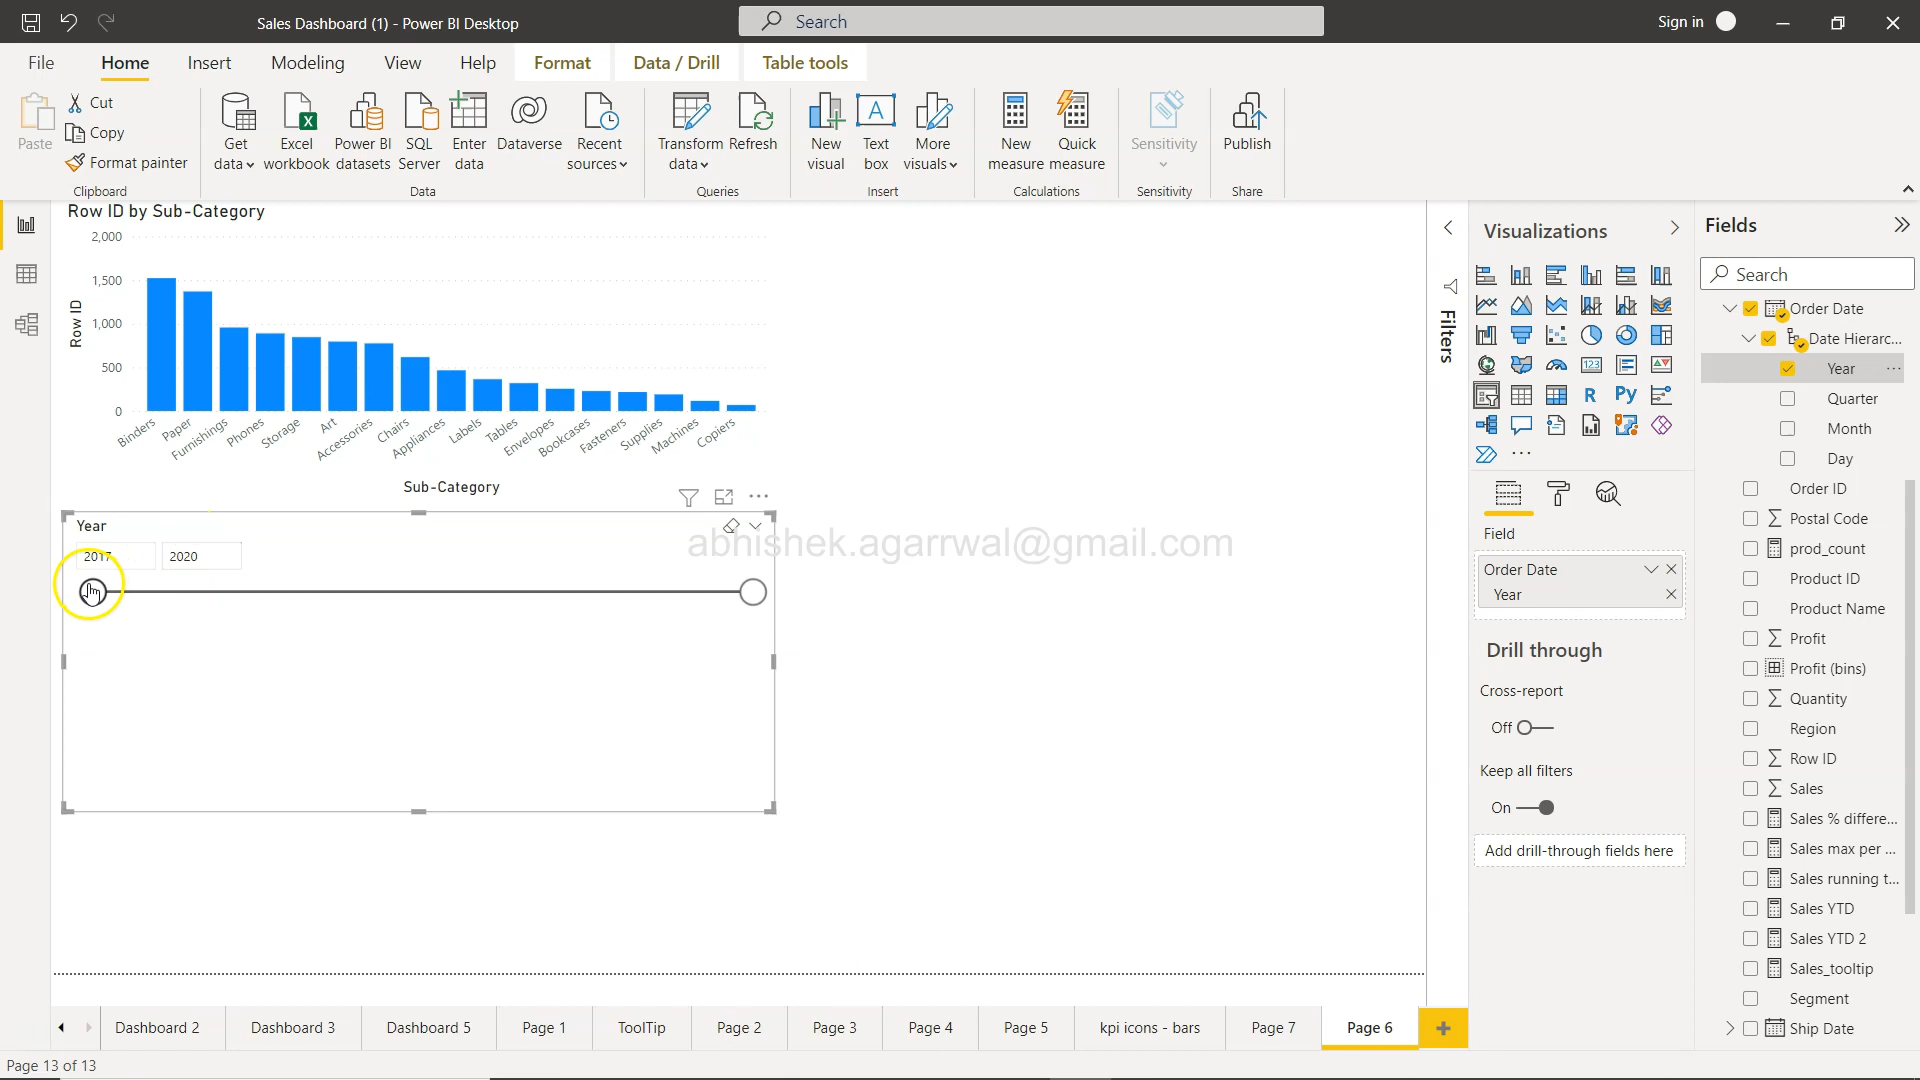 Sales Dashboard (1) - Power BI Desktop
Search
Sign in
File Home Insert Modeling View Help Format Data / Drill Table tools
Paste
Cut
Copy
Format painter
Clipboard
Get data
Excel workbook
Power BI datasets
SQL Server
Enter data
Dataverse
Recent sources
Data
Transform data
Refresh
Queries
New visual
Text box
More visuals
Insert
New measure
Quick measure
Calculations
Sensitivity
Sensitivity
Publish
Share
Row ID by Sub-Category
2,000
1,500
1,000
500
0
Row ID
Binders Paper Furnishings Phones Storage Art Accessories Chairs Appliances Labels Tables Envelopes Bookcases Fasteners Supplies Machines Copiers
Sub-Category
Year
2017 2020
abhishek.agarrwal@gmail.com
Filters
Visualizations
123
R Py
Field
Order Date
Year
Drill through
Cross-report
Off
Keep all filters
On
Add drill-through fields here
Fields
Search
Order Date
Date Hierarc...
Year
Quarter
Month
Day
Order ID
Postal Code
prod_count
Product ID
Product Name
Profit
Profit (bins)
Quantity
Region
Row ID
Sales
Sales % differe...
Sales max per ...
Sales running t...
Sales YTD
Sales YTD 2
Sales_tooltip
Segment
Ship Date
Dashboard 2 Dashboard 3 Dashboard 5 Page 1 ToolTip Page 2 Page 3 Page 4 Page 5 kpi icons - bars Page 7 Page 6
Page 13 of 13